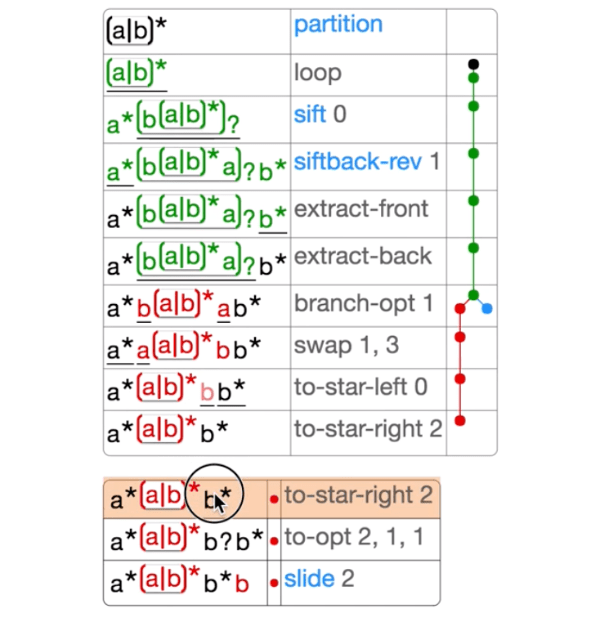 (a|b)* partition
(a|b)* loop
a*(b(a|b)*)? sift 0
a*(b(a|b)*a)?b* siftback-rev 1
a*(b(a|b)*a)?b* extract-front
a*(b(a|b)*a)?b* extract-back
a*b(a|b)*ab* branch-opt 1
a*a(a|b)*bb* swap 1, 3
a*(a|b)*bb* to-star-left 0
a*(a|b)*b* to-star-right 2
a*(a|b)*b* to-star-right 2
a*(a|b)*b?b* to-opt 2, 1, 1
a*(a|b)*b*b slide 2